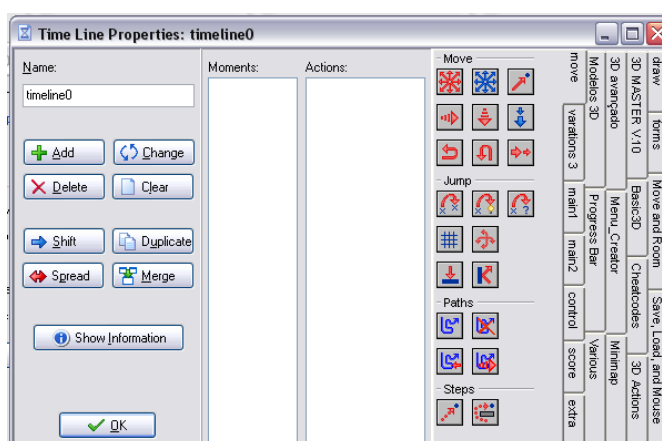 Time Line Properties: timeline0
Name:
timeline0
Add
Change
Delete
Clear
Shift
Duplicate
Spread
Merge
Show Information
OK
Moments:
Actions:
Move
Jump
Paths
Steps
move
varations 3
main1
main2
control
score
extra
Modelos 3D
Progress Bar
Various
3D avançado
Menu_Creator
Minimap
3D MASTER V.10
Basic3D
Cheatcodes
3D Actions
draw
forms
Move and Room
Save, Load, and Mouse